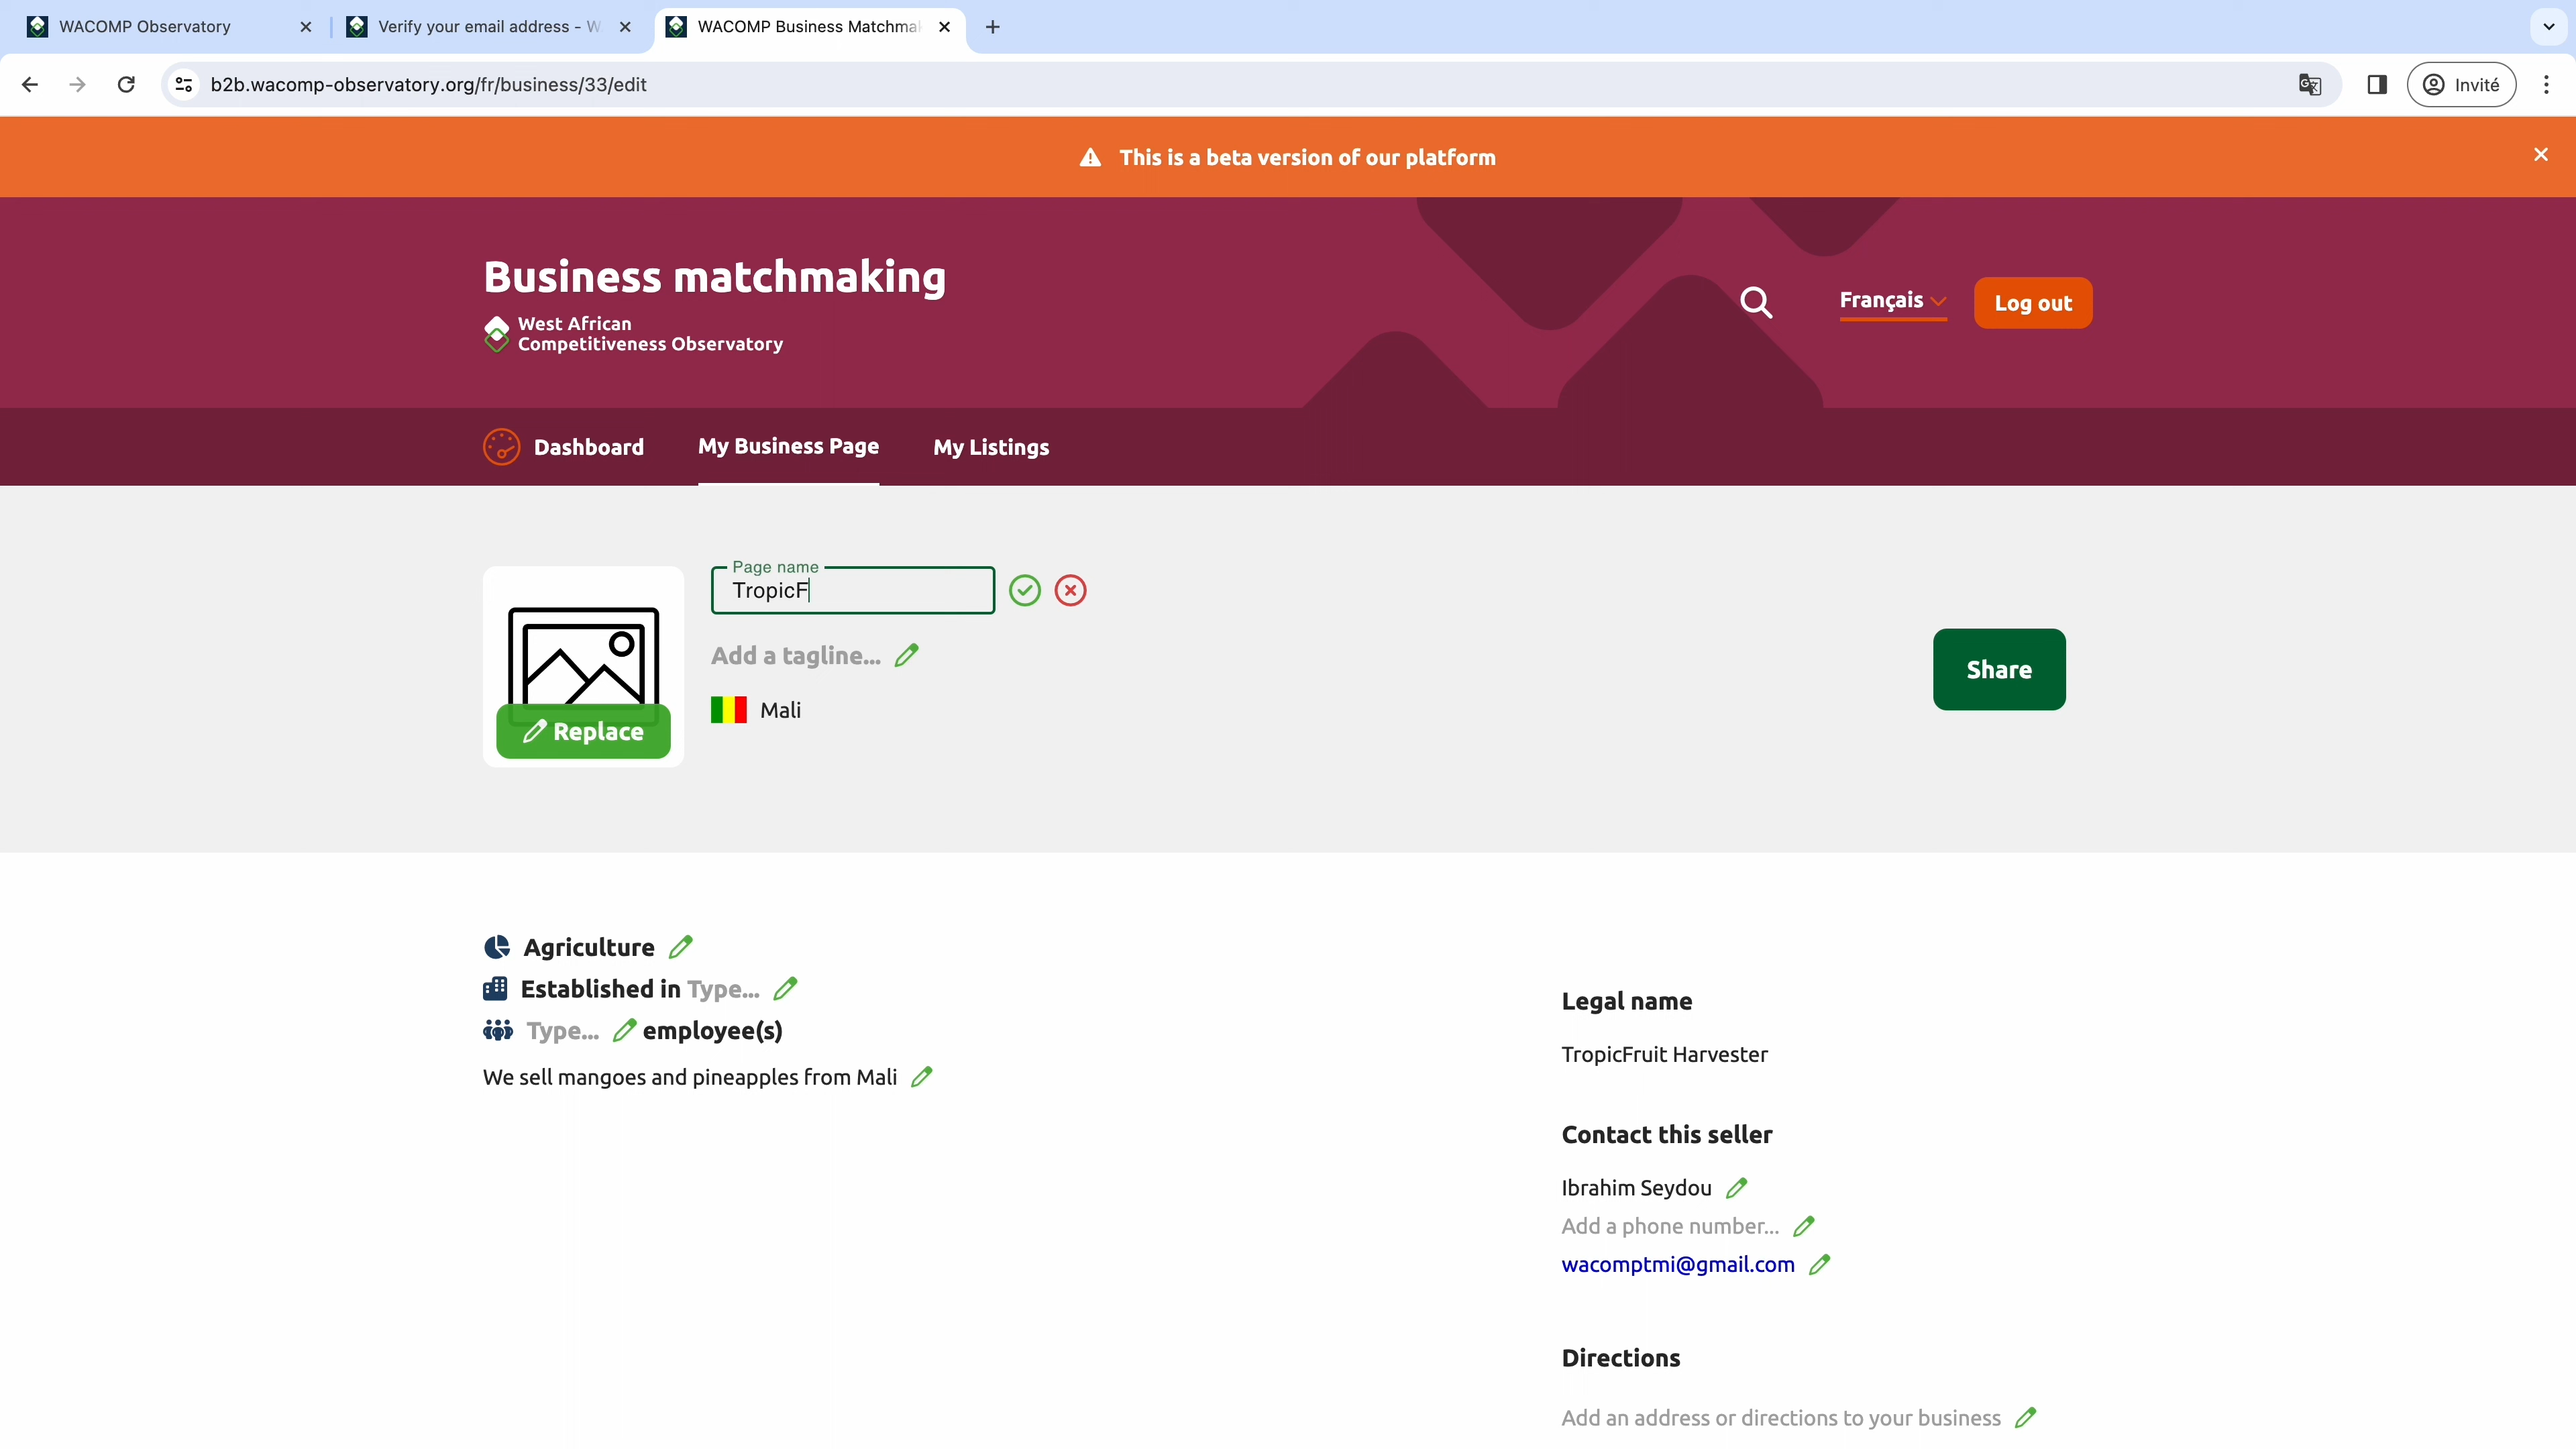 WACOMP Observatory
Verify your email address - W
WACOMP Business Matchma
b2b.wacomp-observatory.org/fr/business/33/edit
Invité
This is a beta version of our platform
Business matchmaking
West African
Competitiveness Observatory
Français
Log out
Dashboard
My Business Page
My Listings
Page name
TropicF
Add a tagline...
Mali
Replace
Share
Agriculture
Established in Type...
Type... employee(s)
We sell mangoes and pineapples from Mali
Legal name
TropicFruit Harvester
Contact this seller
Ibrahim Seydou
Add a phone number...
wacomptmi@gmail.com
Directions
Add an address or directions to your business